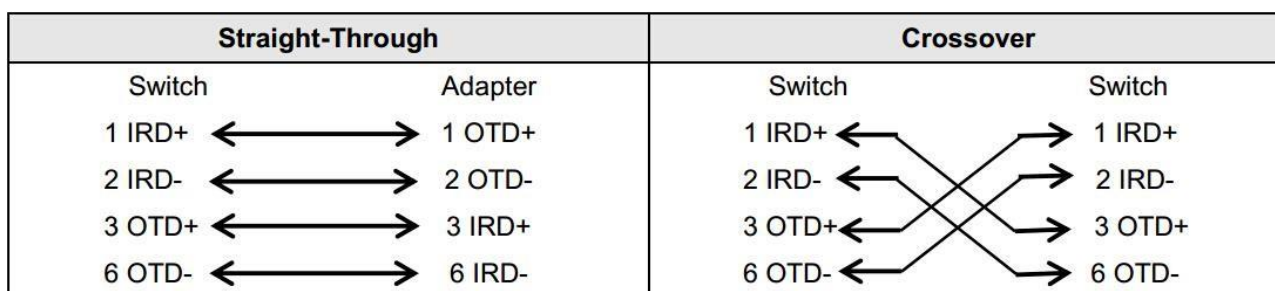 Straight-Through Crossover
Switch Adapter Switch Switch
1 IRD+ 1 OTD+ 1 IRD+ 1 IRD+
2 IRD- 2 OTD- 2 IRD- 2 IRD-
3 OTD+ 3 IRD+ 3 OTD+ 3 OTD+
6 OTD- 6 IRD- 6 OTD- 6 OTD-